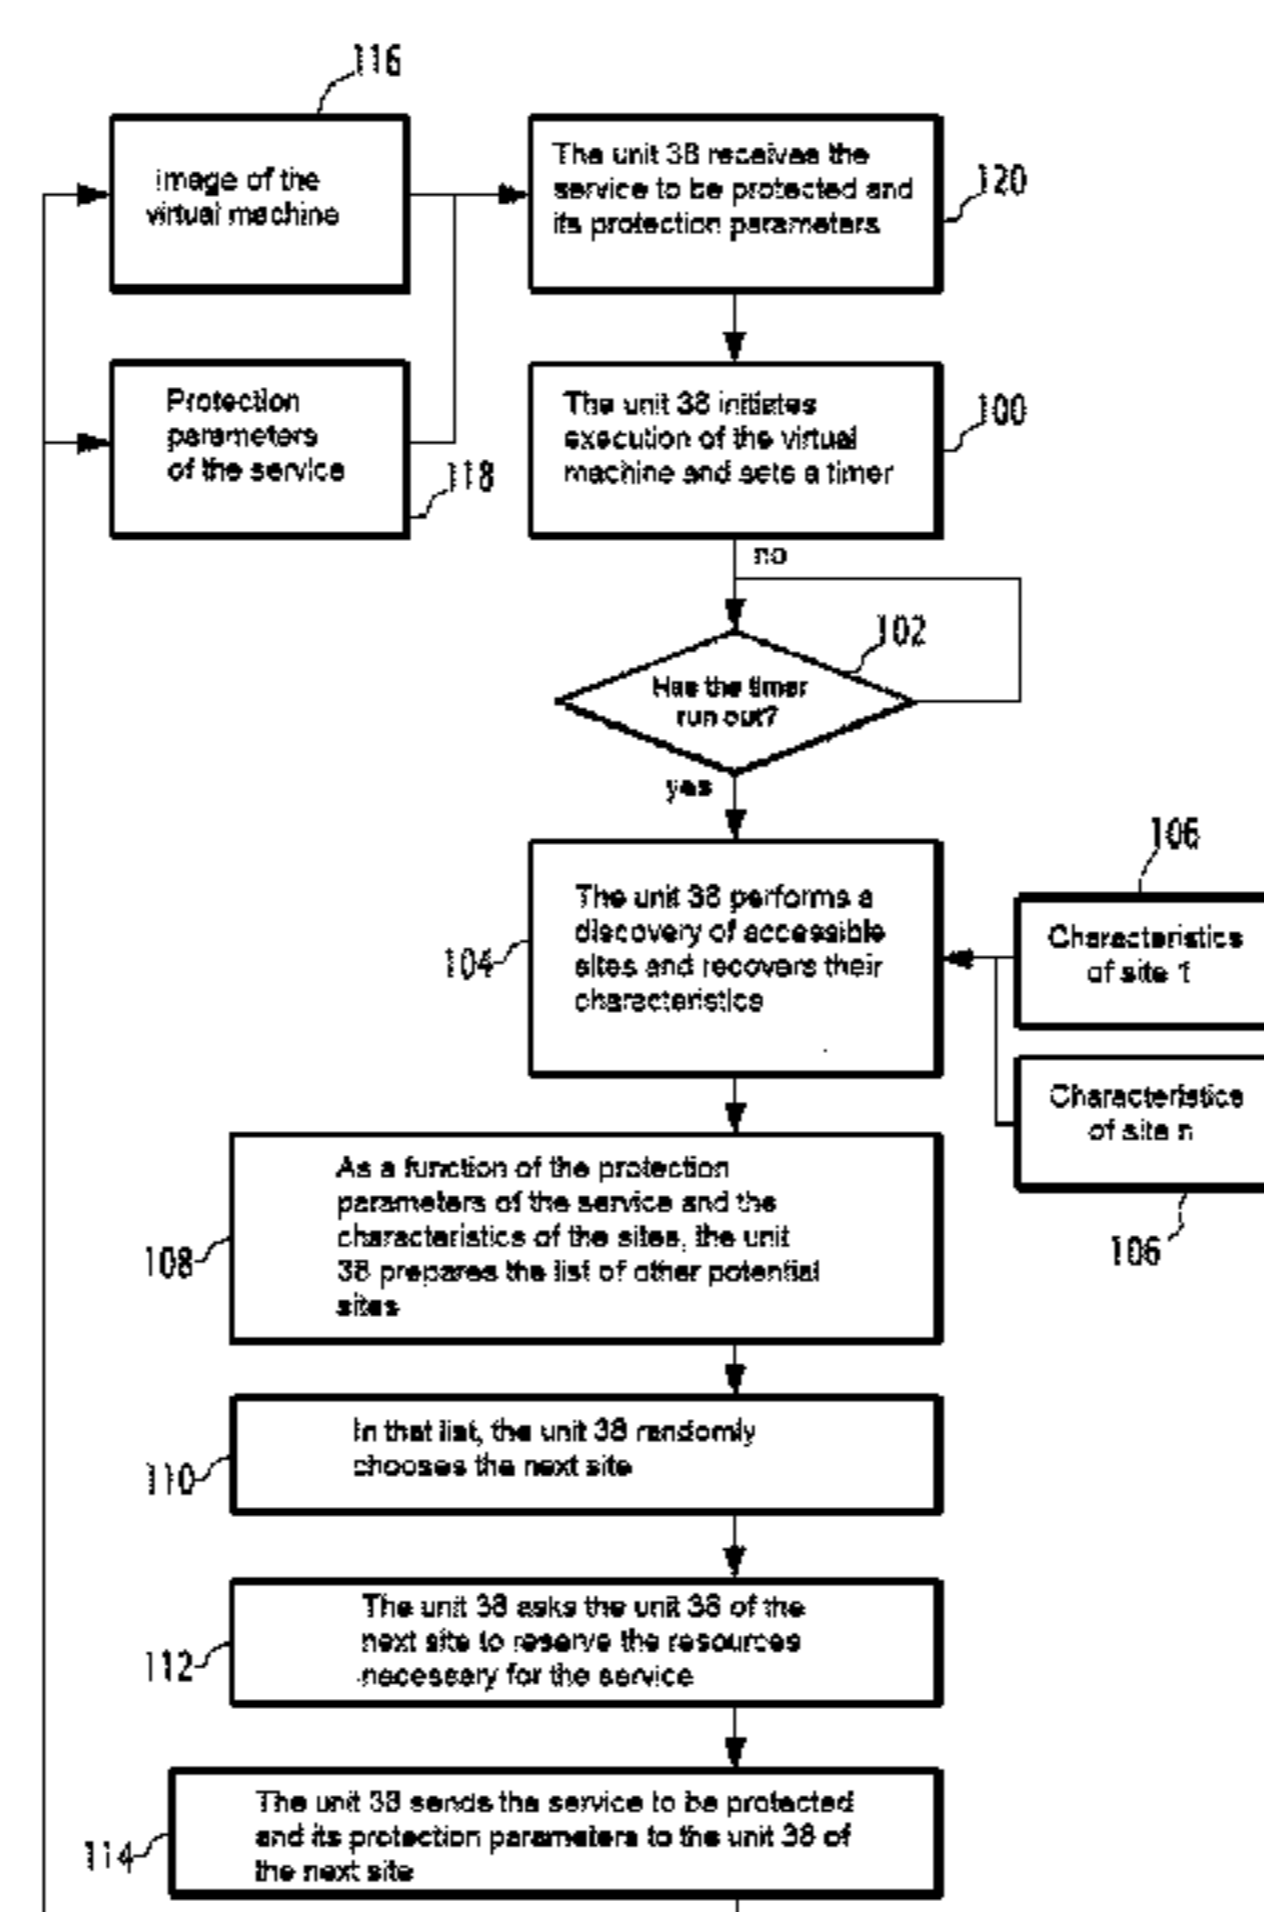 116
image of the
virtual machine
The unit 38 receives the
service to be protected and
its protection parameters
120
Protection
parameters
of the service
118
The unit 38 initiates
execution of the virtual
machine and sets a timer
100
no
102
Has the timer
run out?
yes
104
The unit 38 performs a
discovery of accessible
sites and recovers their
characteristics
106
Characteristics
of site 1
Characteristics
of site n
106
108
As a function of the protection
parameters of the service and the
characteristics of the sites, the unit
38 prepares the list of other potential
sites
110
In that list, the unit 38 randomly
chooses the next site
112
The unit 38 asks the unit 38 of the
next site to reserve the resources
necessary for the service
114
The unit 38 sends the service to be protected
and its protection parameters to the unit 38 of
the next site